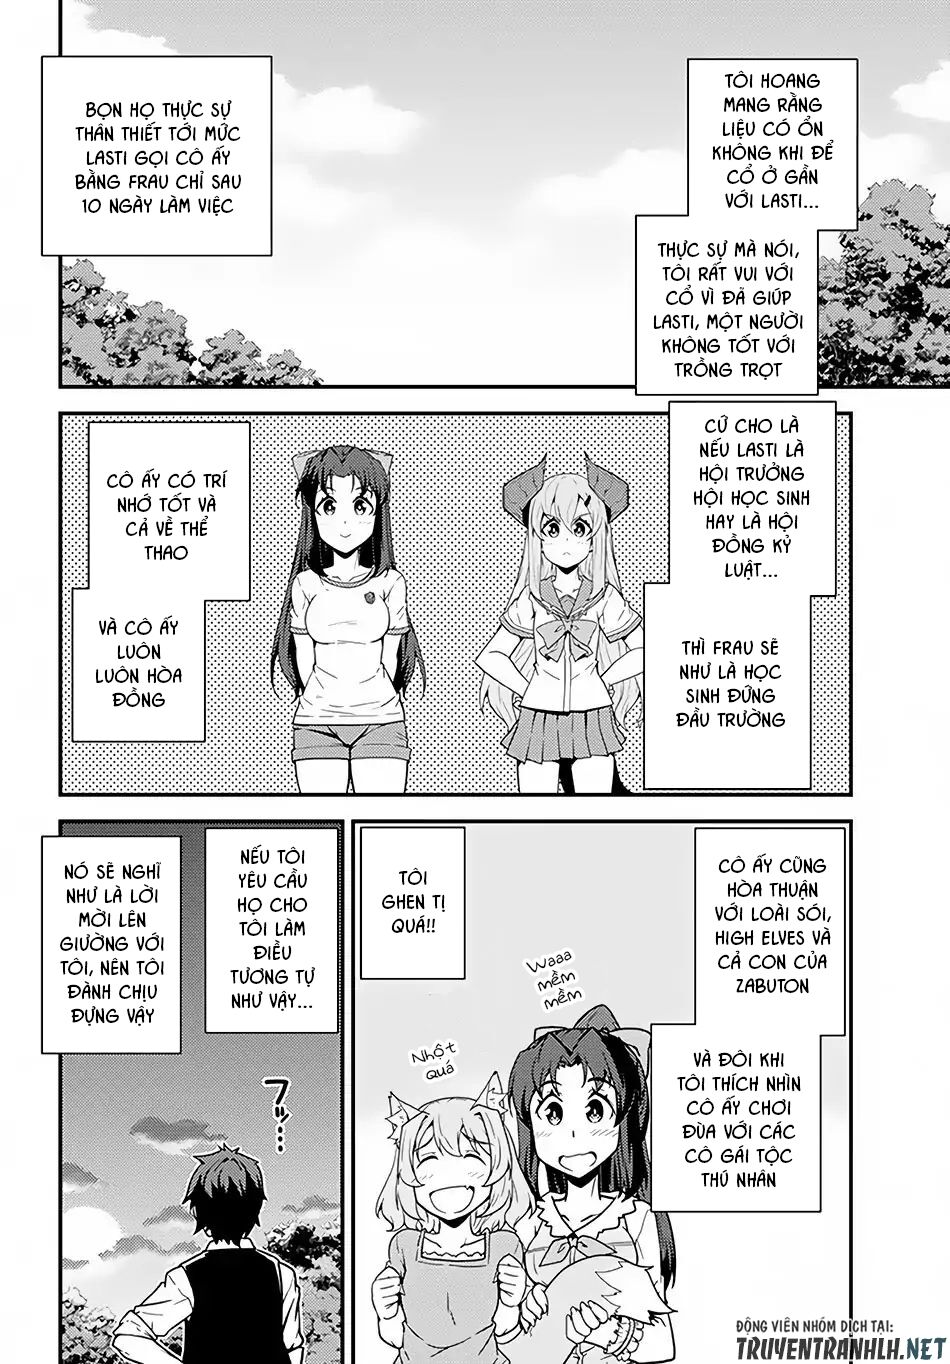 TÔI HOANG
MANG RẰNG
LIỆU CÓ ỔN
KHÔNG KHI ĐỂ
CỔ Ở GẦN
VỚI LASTI...
THỰC SỰ MÀ NÓI,
TÔI RẤT VUI VỚI
CỔ VÌ ĐÃ GIÚP
LASTI, MỘT NGƯỜI
KHÔNG TỐT VỚI
TRỒNG TRỌT
BỌN HỌ THỰC SỰ
THÂN THIẾT TỚI MỨC
LASTI GỌI CÔ ẤY
BẰNG FRAU CHỈ SAU
10 NGÀY LÀM VIỆC
CỨ CHO LÀ
NẾU LASTI LÀ
HỘI TRƯỞNG
HỘI HỌC SINH
HAY LÀ HỘI
ĐỒNG KỶ
LUẬT...
THÌ FRAU SẼ
NHƯ LÀ HỌC
SINH ĐỨNG
ĐẦU TRƯỜNG
CÔ ẤY CÓ TRÍ
NHỚ TỐT VÀ
CẢ VỀ THỂ
THAO
VÀ CÔ ẤY
LUÔN
LUÔN HÒA
ĐỒNG
CÔ ẤY CŨNG
HÒA THUẬN
VỚI LOÀI SÓI,
HIGH ELVES VÀ
CẢ CON CỦA
ZABUTON
VÀ ĐÔI KHI
TÔI THÍCH NHÌN
CÔ ẤY CHƠI
ĐÙA VỚI CÁC
CÔ GÁI TỘC
THÚ NHÂN
Waaa
mềm
mềm
Nhột
quá
TÔI
GHEN TỊ
QUÁ!!
NẾU TÔI
YÊU CẦU
HỌ CHO
TÔI LÀM
ĐIỀU
TƯƠNG TỰ
NHƯ VẬY...
NÓ SẼ NGHĨ
NHƯ LÀ LỜI
MỜI LÊN
GIƯỜNG VỚI
TÔI, NÊN TÔI
ĐÀNH CHỊU
ĐỰNG VẬY
フッ…
ĐỘNG VIÊN NHÓM DỊCH TẠI:
TRUYENTRANHLH.NET